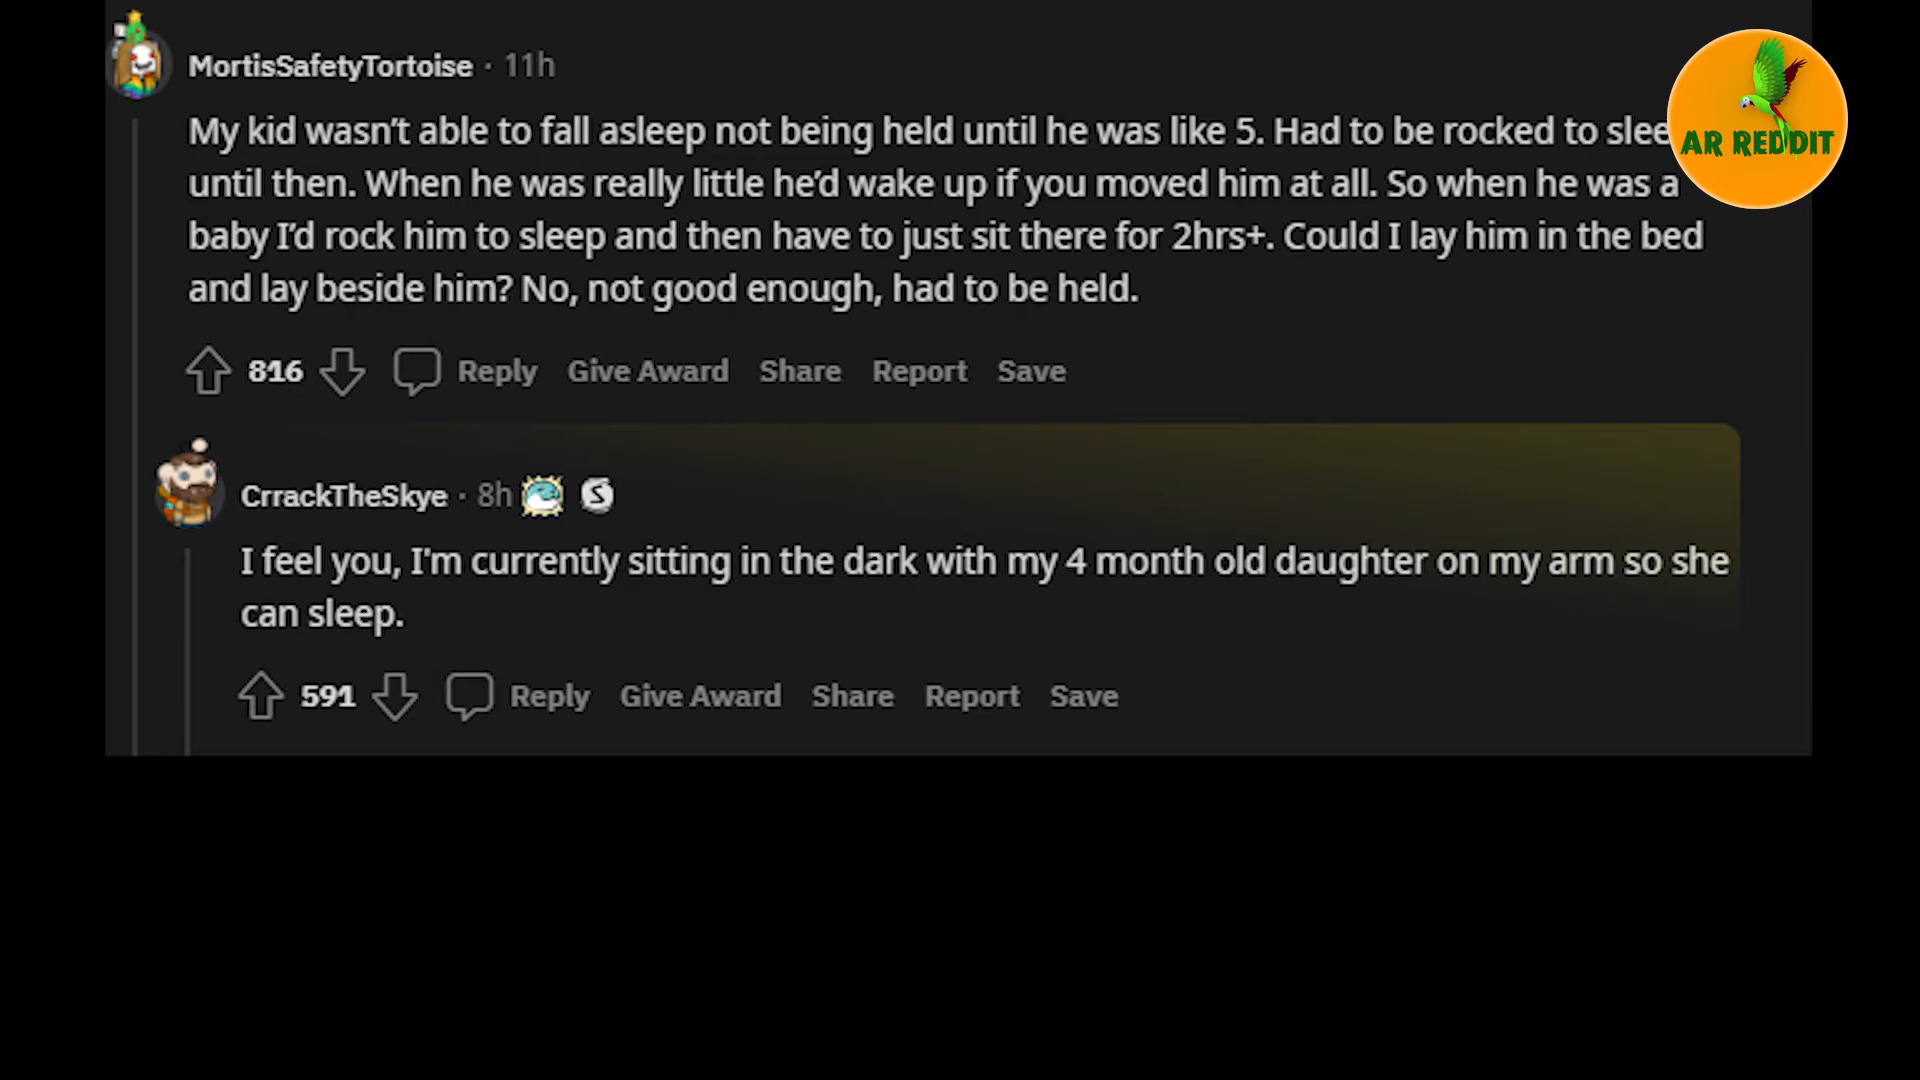 MortisSafetyTortoise · 11h
My kid wasn't able to fall asleep not being held until he was like 5. Had to be rocked to slee
until then. When he was really little he'd wake up if you moved him at all. So when he was a
baby I'd rock him to sleep and then have to just sit there for 2hrs+. Could I lay him in the bed
and lay beside him? No, not good enough, had to be held.
816 Reply Give Award Share Report Save
CrrackTheSkye · 8h S
I feel you, I'm currently sitting in the dark with my 4 month old daughter on my arm so she
can sleep.
591 Reply Give Award Share Report Save
AR REDDIT